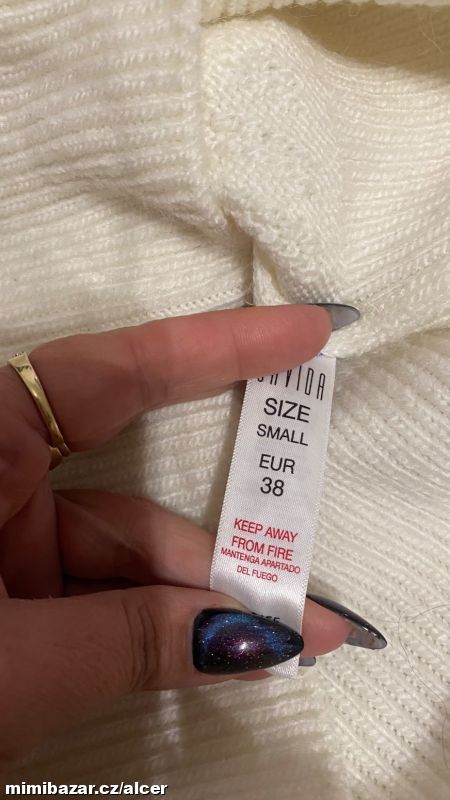 SIZE
SMALL
EUR
38
KEEP AWAY
FROM FIRE
MANTENGA APARTADO
DEL FUEGO
mimibazar.cz/alcer